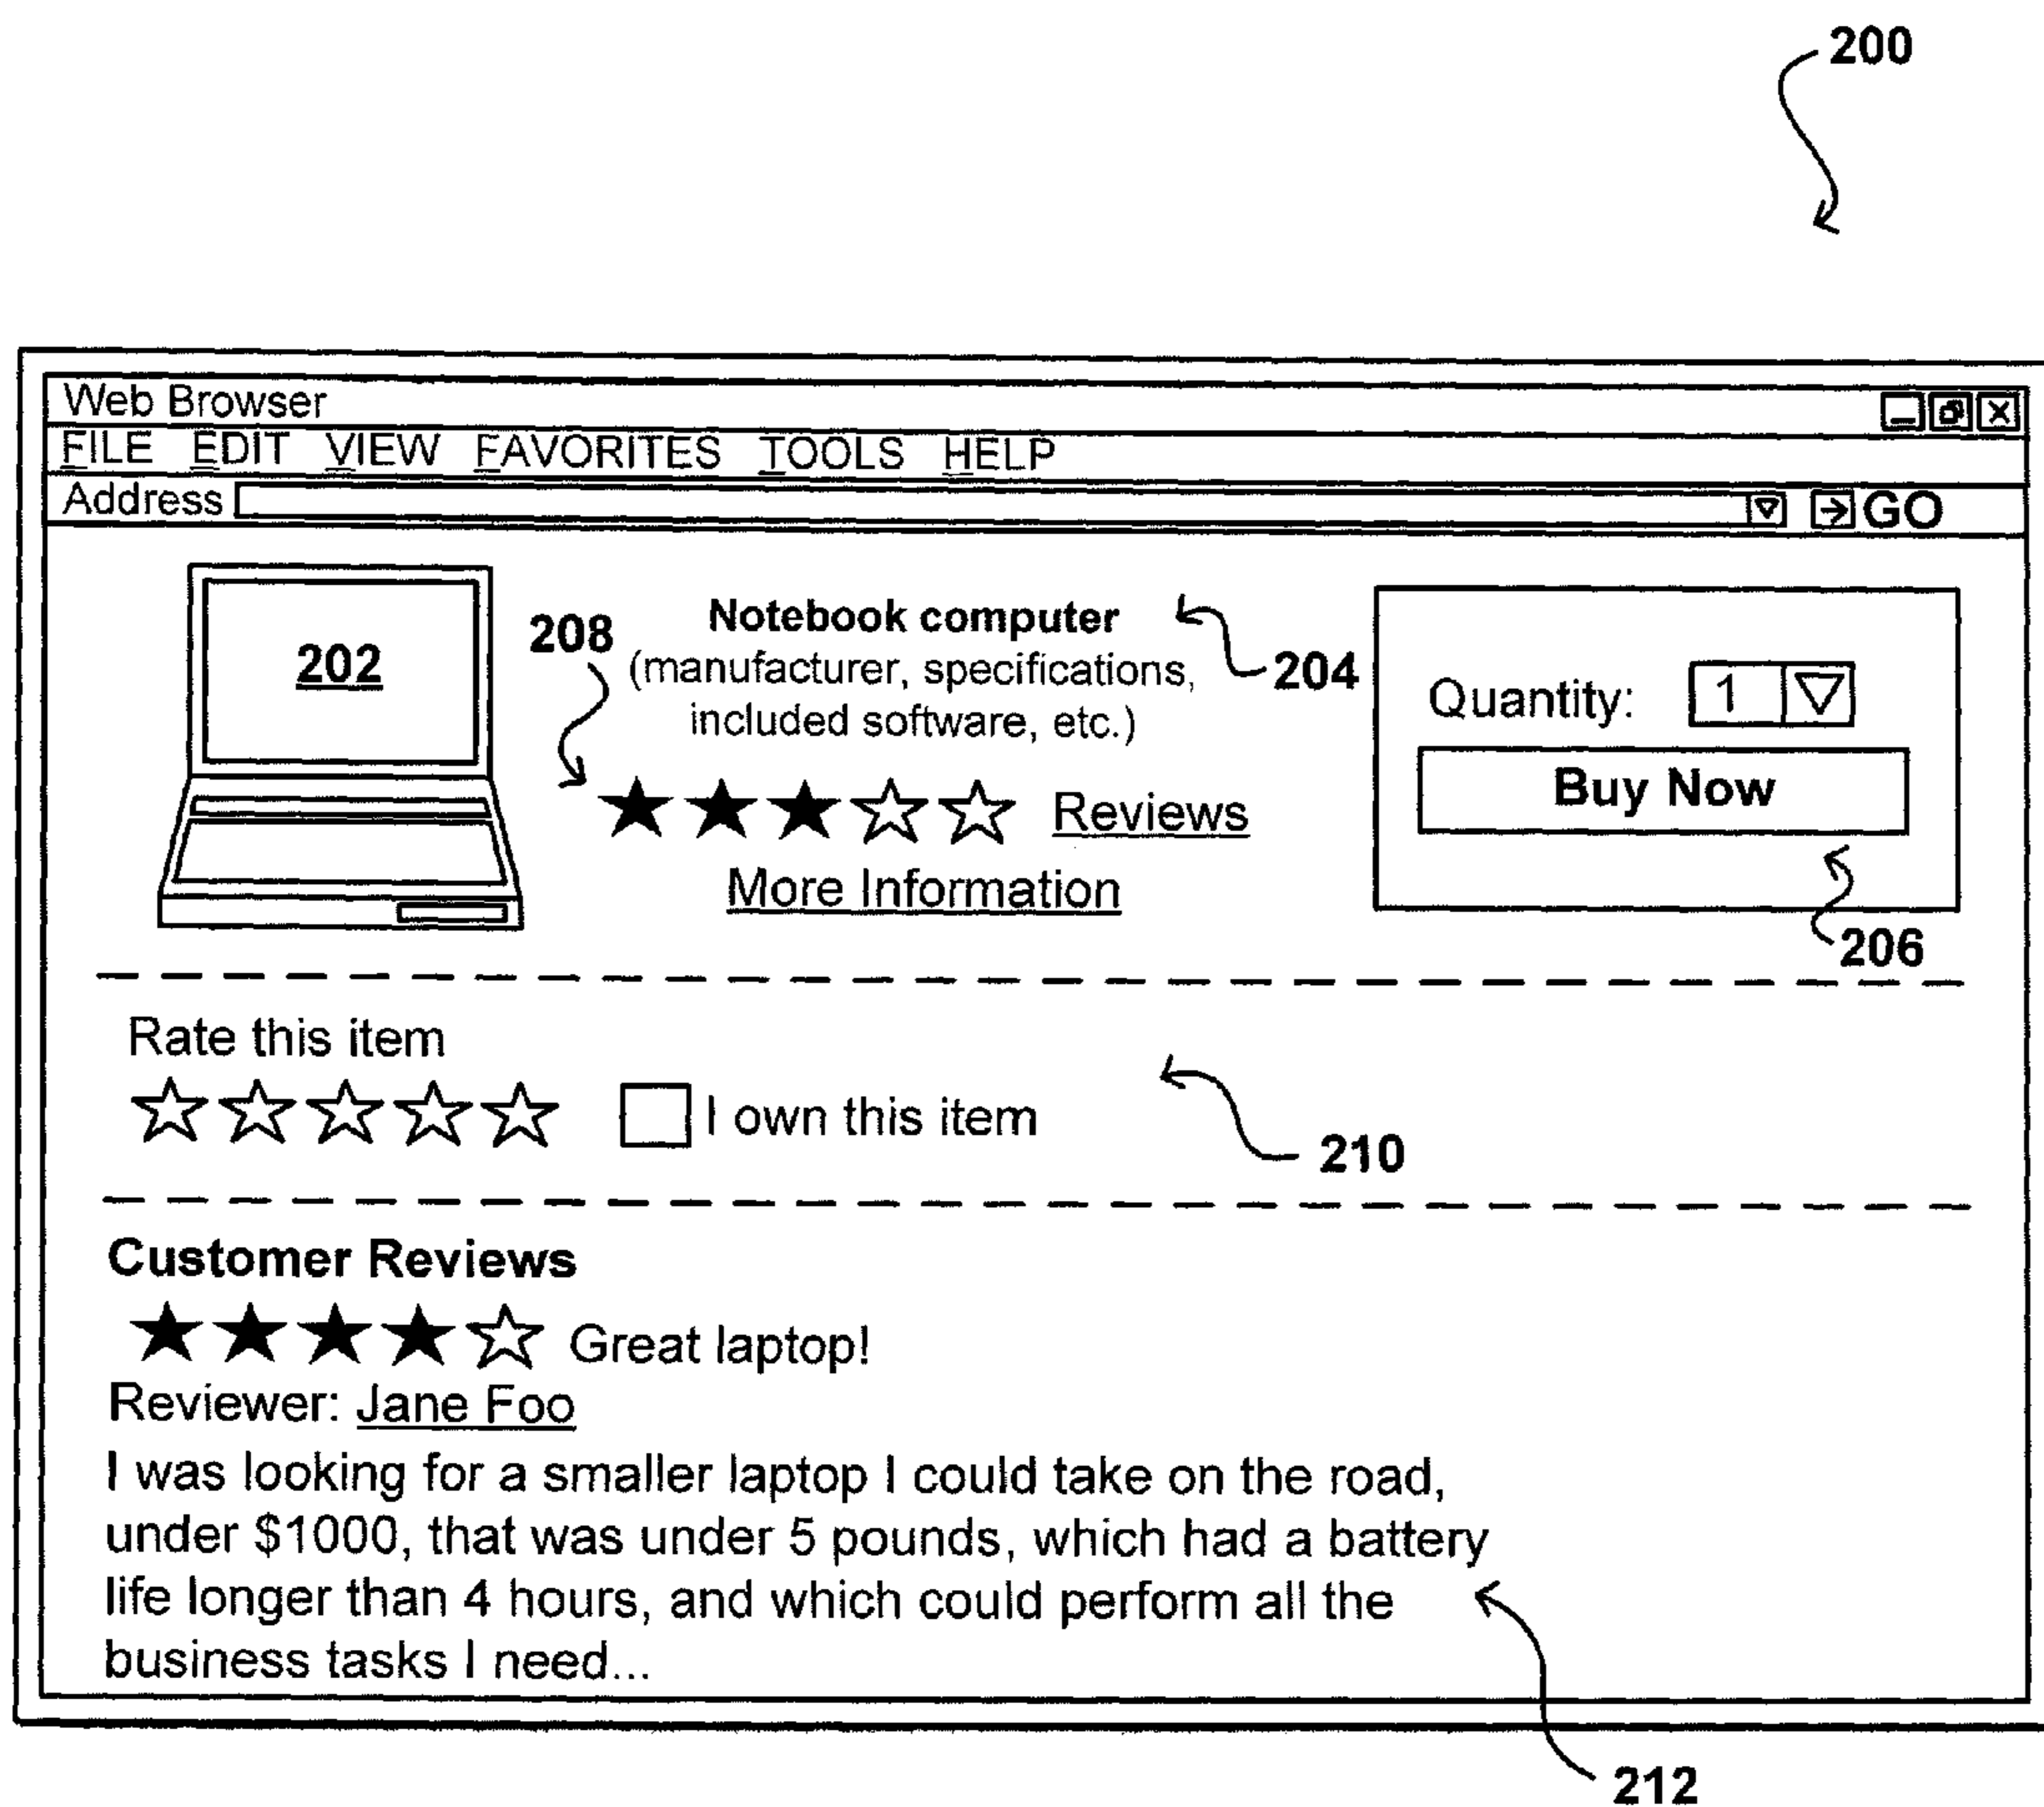 200
Web Browser
FILE EDIT VIEW FAVORITES TOOLS HELP
Address GO
202
208
Notebook computer
(manufacturer, specifications,
included software, etc.)
204
Reviews
More Information
Quantity: 1
Buy Now
206
Rate this item
I own this item
210
Customer Reviews
Great laptop!
Reviewer: Jane Foo
I was looking for a smaller laptop I could take on the road,
under $1000, that was under 5 pounds, which had a battery
life longer than 4 hours, and which could perform all the
business tasks I need...
212